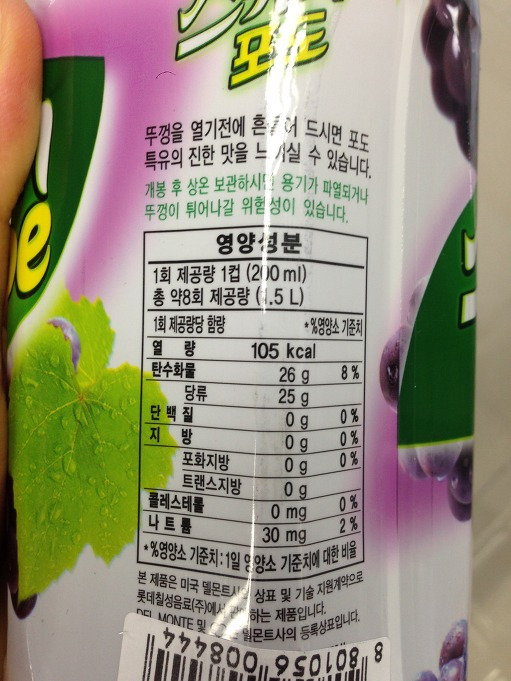 포도
뚜껑을 열기전에 흔들어 드시면 포도
특유의 진한 맛을 느끼실 수 있습니다.
개봉 후 상온 보관하시면 용기가 파열되거나
뚜껑이 튀어나갈 위험성이 있습니다.
e
영양성분
1회 제공량 1컵 (200 ml)
총 약8회 제공량 (1.5 L)
1회 제공량당 함량 *%영양소 기준치
열 량 105 kcal
탄수화물 26 g 8 %
당류 25 g
단백질 0 g 0 %
지 방 0 g 0 %
포화지방 0 g 0 %
트랜스지방 0 g
콜레스테롤 0 mg 0 %
나트륨 30 mg 2 %
*%영양소 기준치:1일 영양소 기준치에 대한 비율
본 제품은 미국 델몬트사의 상표 및 기술 지원계약으로
롯데칠성음료(주)에서 하는 제품입니다.
DEL MONTE 및 델몬트사의 등록상표입니다.
8 801056 008444